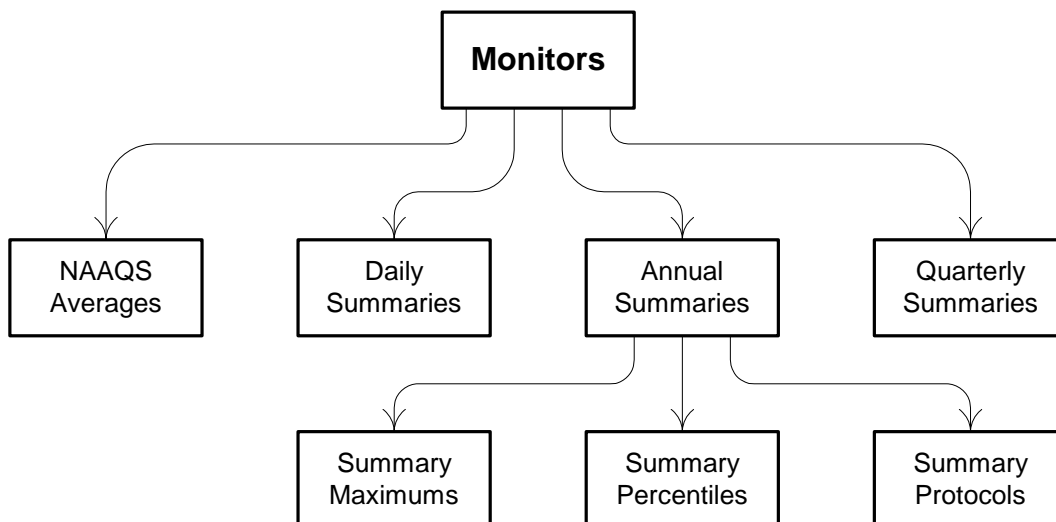 Monitors
NAAQS
Averages
Daily
Summaries
Annual
Summaries
Quarterly
Summaries
Summary
Maximums
Summary
Percentiles
Summary
Protocols